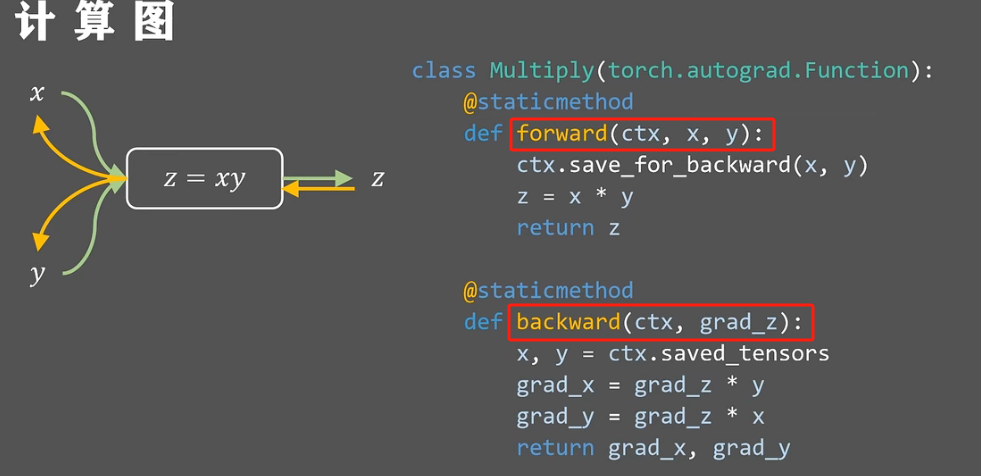 计算图
x
z = xy
z
y
class Multiply(torch.autograd.Function):
@staticmethod
def forward(ctx, x, y):
ctx.save_for_backward(x, y)
z = x * y
return z
@staticmethod
def backward(ctx, grad_z):
x, y = ctx.saved_tensors
grad_x = grad_z * y
grad_y = grad_z * x
return grad_x, grad_y